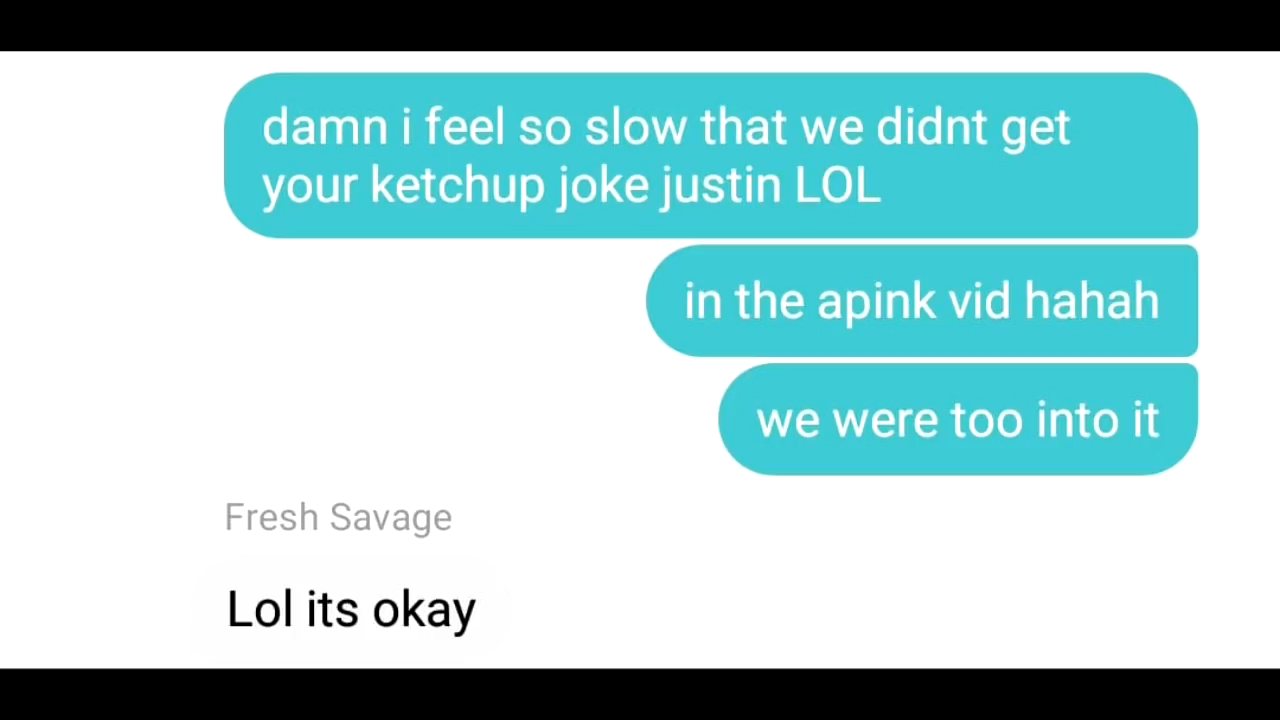 damn i feel so slow that we didnt get
your ketchup joke justin LOL
in the apink vid hahah
we were too into it
Fresh Savage
Lol its okay